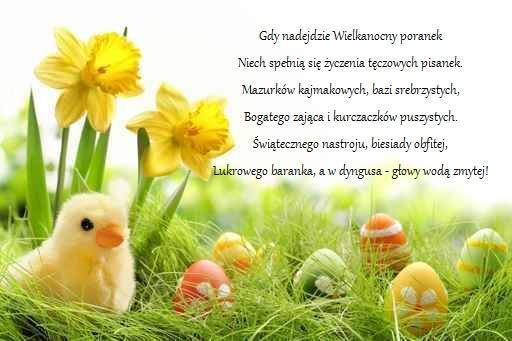 Gdy nadejdzie Wielkanocny poranek
Niech spełnią się życzenia tęczowych pisanek.
Mazurków kajmakowych, bazi srebrzystych,
Bogatego zająca i kurczaczków puszystych.
Świątecznego nastroju, biesiady obfitej,
Lukrowego baranka, a w dyngusa - głowy wodą zmytej!